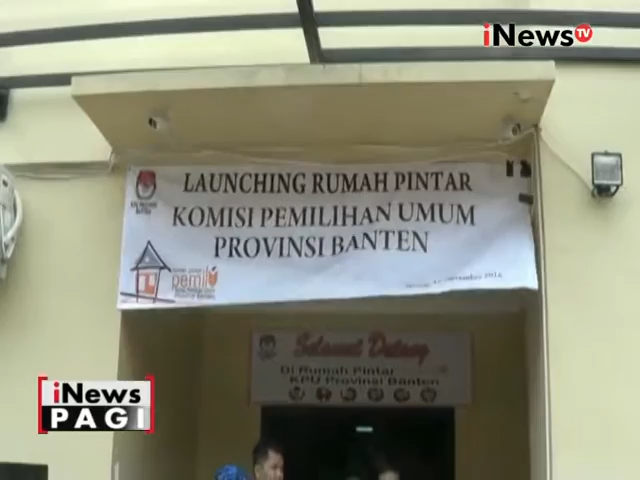 iNews TV
LAUNCHING RUMAH PINTAR
KOMISI PEMILIHAN UMUM
PROVINSI BANTEN
pemilu
Selamat Datang
Di Rumah Pintar
KPU Provinsi Banten
iNews
PAGI